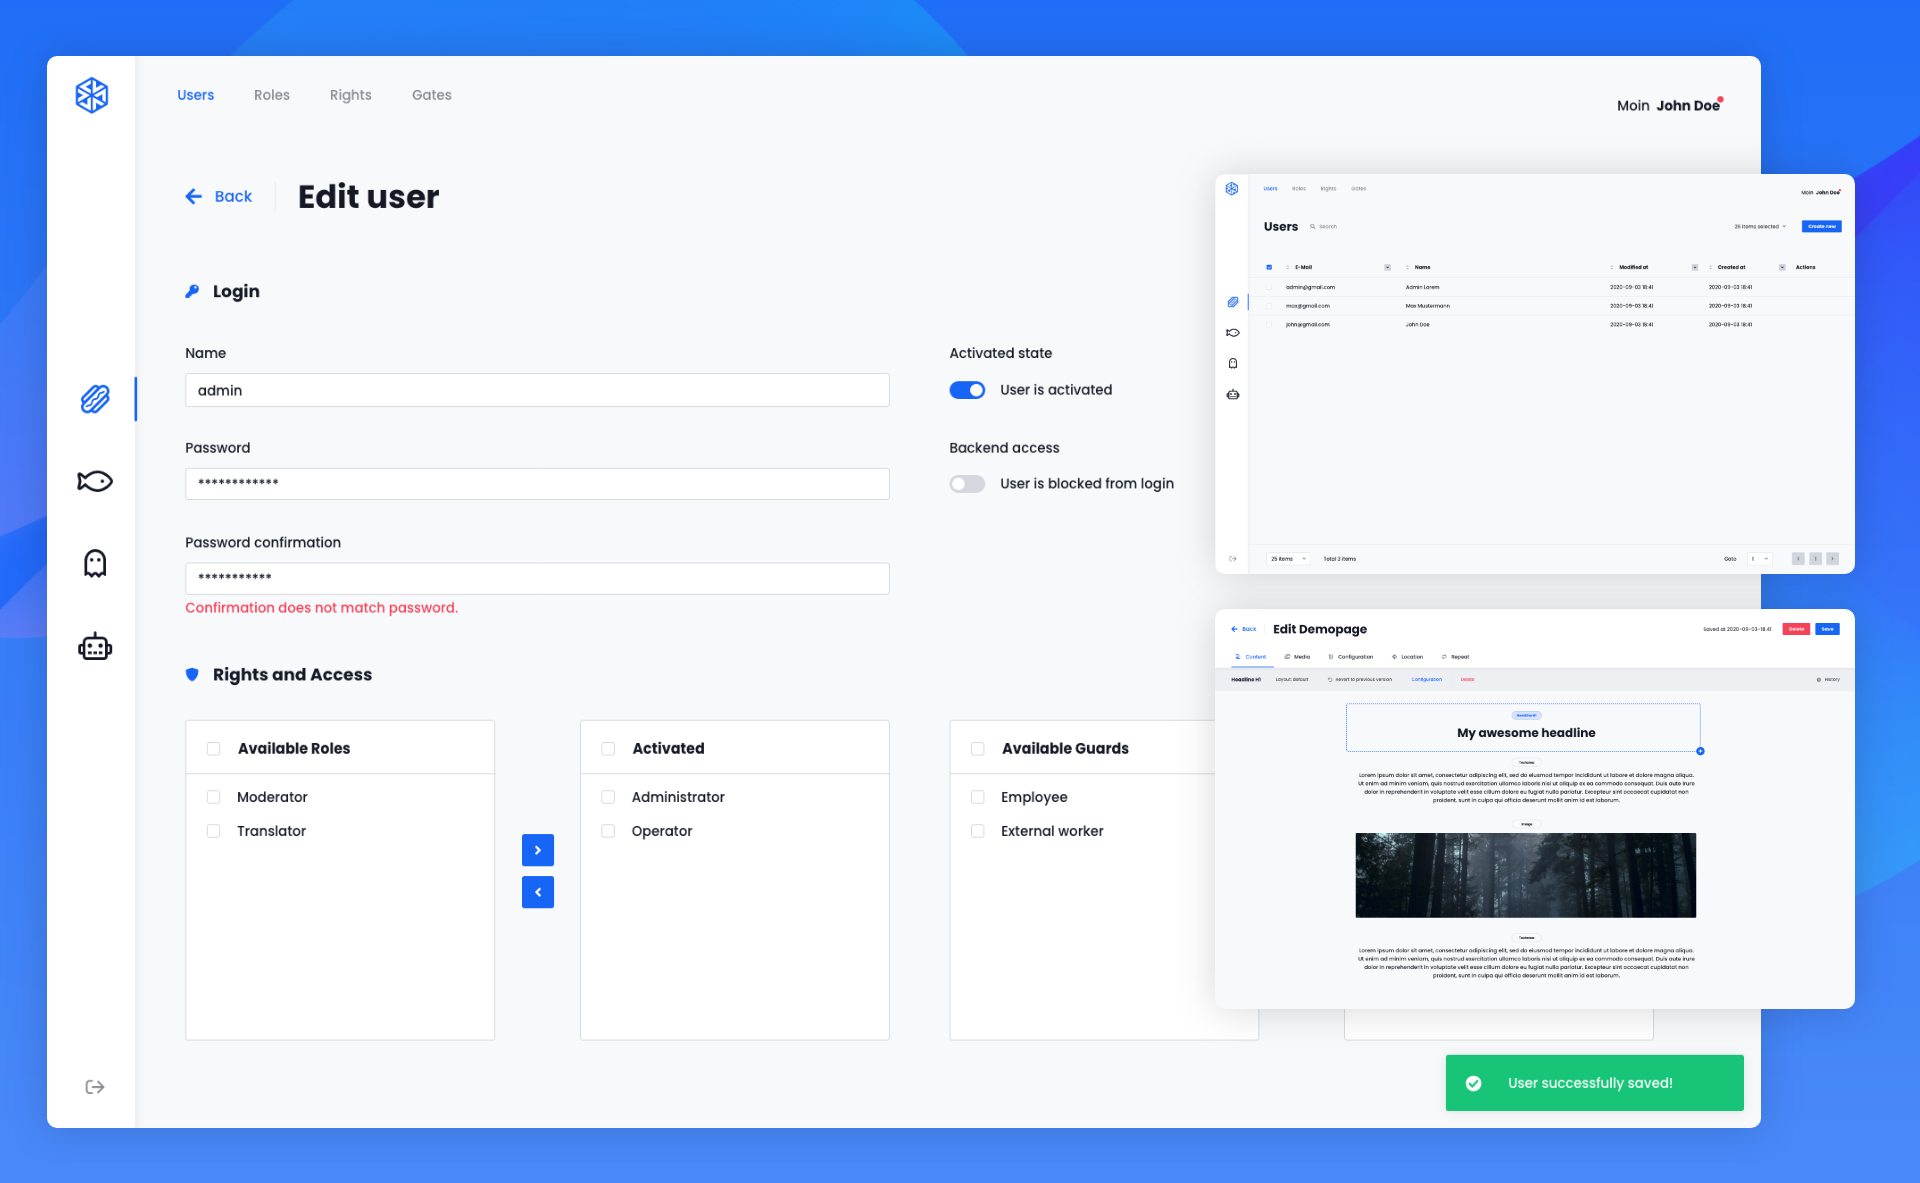 Users Roles Rights Gates
Moin John Doe
Back Edit user
Login
Name
admin
Password
************
Password confirmation
***********
Confirmation does not match password.
Activated state
User is activated
Backend access
User is blocked from login
Rights and Access
Available Roles
Moderator
Translator
Activated
Administrator
Operator
Available Guards
Employee
External worker
User successfully saved!
Users Roles Rights Gates
Moin John Doe
Users Search 25 items selected Create new
E-Mail Name Modified at Created at Actions
admin@gmail.com Admin Lorem 2020-09-03 18:41 2020-09-03 18:41
max@gmail.com Max Mustermann 2020-09-03 18:41 2020-09-03 18:41
john@gmail.com John Doe 2020-09-03 18:41 2020-09-03 18:41
25 items Total 3 items Goto 1 1
Back Edit Demopage Saved at 2020-09-03-18:41 Delete Save
Content Media Configuration Location Repeat
Headline H1 Layout: default Revert to previous version Configuration Delete History
Headline H1
My awesome headline
Textarea
Lorem ipsum dolor sit amet, consectetur adipiscing elit, sed do eiusmod tempor incididunt ut labore et dolore magna aliqua.
Ut enim ad minim veniam, quis nostrud exercitation ullamco laboris nisi ut aliquip ex ea commodo consequat. Duis aute irure
dolor in reprehenderit in voluptate velit esse cillum dolore eu fugiat nulla pariatur. Excepteur sint occaecat cupidatat non
proident, sunt in culpa qui officia deserunt mollit anim id est laborum.
Image
Textarea
Lorem ipsum dolor sit amet, consectetur adipiscing elit, sed do eiusmod tempor incididunt ut labore et dolore magna aliqua.
Ut enim ad minim veniam, quis nostrud exercitation ullamco laboris nisi ut aliquip ex ea commodo consequat. Duis aute irure
dolor in reprehenderit in voluptate velit esse cillum dolore eu fugiat nulla pariatur. Excepteur sint occaecat cupidatat non
proident, sunt in culpa qui officia deserunt mollit anim id est laborum.